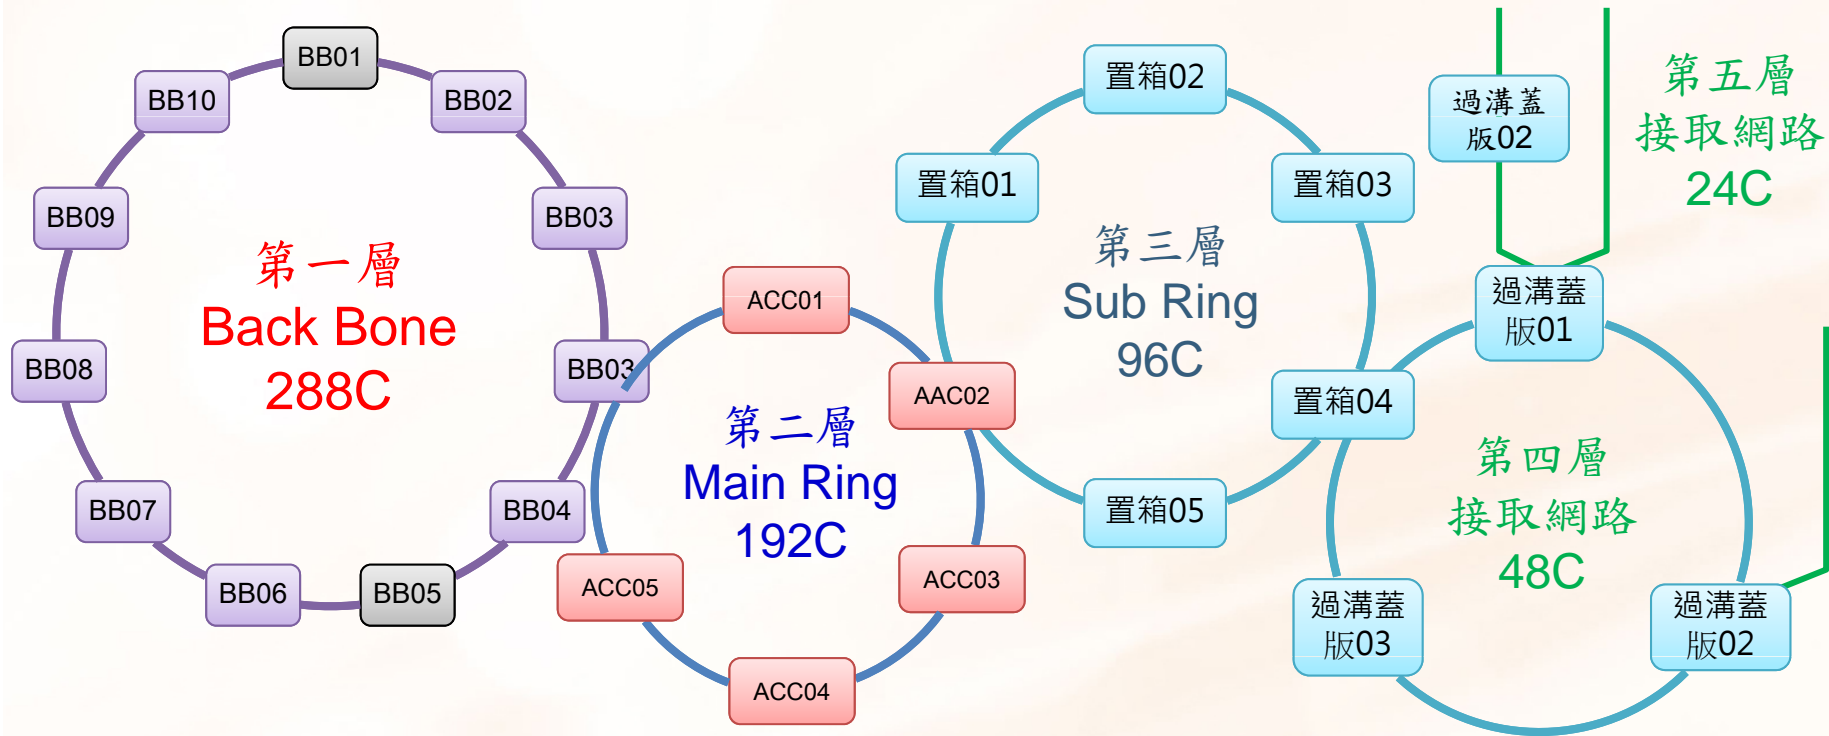 BB01
BB10
BB02
BB09
BB03
BB08
BB03
BB07
BB04
BB06
BB05
第一層
Back Bone
288C
ACC01
AAC02
ACC03
ACC04
ACC05
第二層
Main Ring
192C
置箱02
置箱01
置箱03
置箱04
置箱05
第三層
Sub Ring
96C
過溝蓋
版01
過溝蓋
版02
過溝蓋
版03
第四層
接取網路
48C
過溝蓋
版02
第五層
接取網路
24C